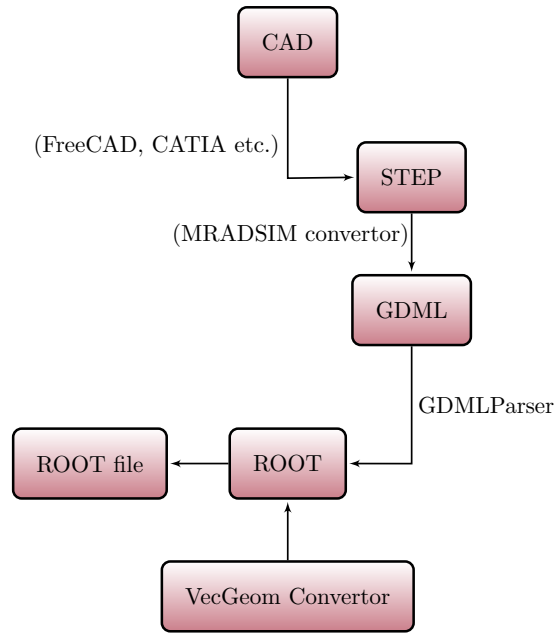 CAD
(FreeCAD, CATIA etc.)
STEP
(MRADSIM convertor)
GDML
GDMLParser
ROOT file
ROOT
VecGeom Convertor